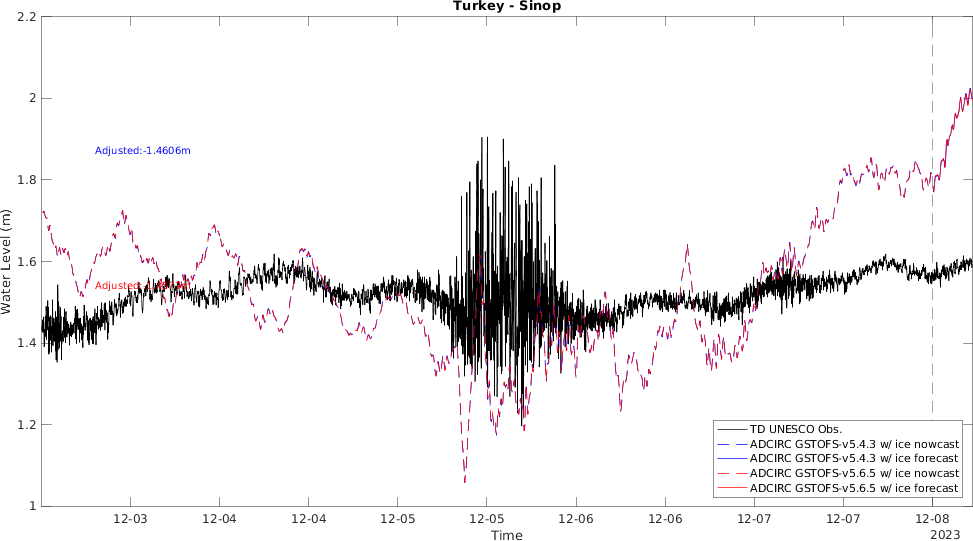 Turkey - Sinop
Water Level (m)
2.2
2
1.8
1.6
1.4
1.2
1
Adjusted:-1.4606m
Adjusted:
TD UNESCO Obs.
ADCIRC GSTOFS-v5.4.3 w/ ice nowcast
ADCIRC GSTOFS-v5.4.3 w/ ice forecast
ADCIRC GSTOFS-v5.6.5 w/ ice nowcast
ADCIRC GSTOFS-v5.6.5 w/ ice forecast
12-03 12-04 12-04 12-05 12-05 12-06 12-06 12-07 12-07 12-08
2023
Time